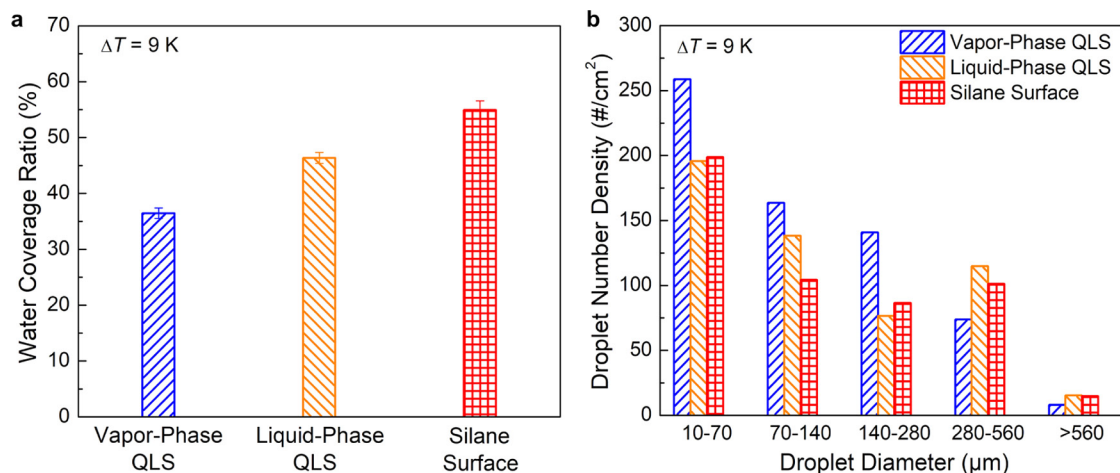 a
ΔT = 9 K
Water Coverage Ratio (%)
70
60
50
40
30
20
10
0
Vapor-Phase
QLS
Liquid-Phase
QLS
Silane
Surface
b
ΔT = 9 K
Vapor-Phase QLS
Liquid-Phase QLS
Silane Surface
Droplet Number Density (#/cm²)
300
250
200
150
100
50
0
10-70
70-140
140-280
280-560
>560
Droplet Diameter (μm)